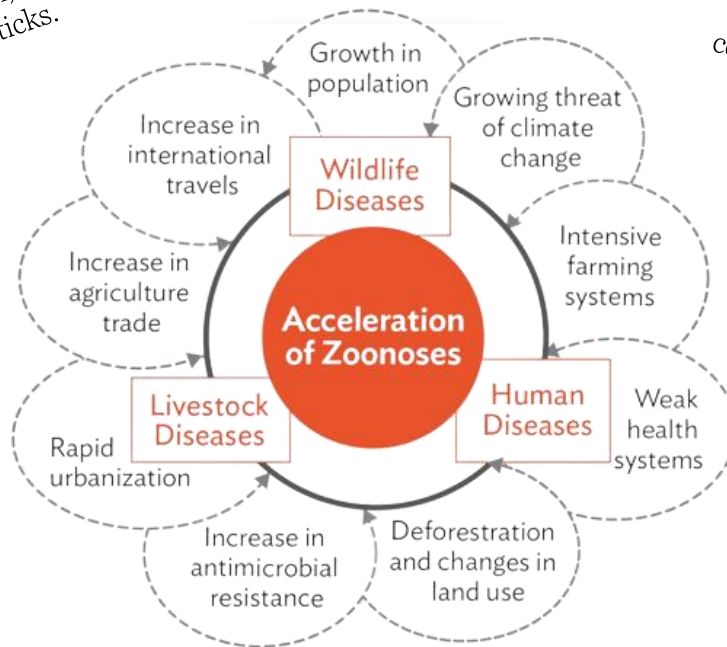 ticks.
Growth in
population
Growing threat
of climate
change
Increase in
international
travels
Wildlife
Diseases
Intensive
farming
systems
Increase in
agriculture
trade
Acceleration
of Zoonoses
Livestock
Diseases
Human
Diseases
Weak
health
systems
Rapid
urbanization
Increase in
antimicrobial
resistance
Deforestration
and changes in
land use